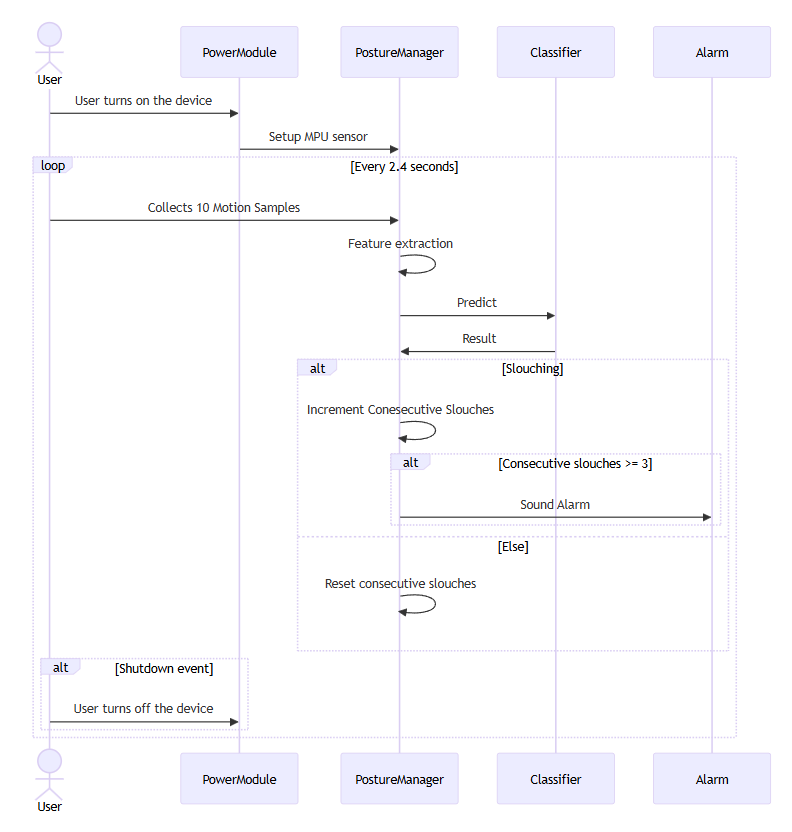 PowerModule
PostureManager
Classifier
Alarm
User
User turns on the device
Setup MPU sensor
loop
[Every 2.4 seconds]
Collects 10 Motion Samples
Feature extraction
Predict
Result
alt
[Slouching]
Increment Conesecutive Slouches
alt
[Consecutive slouches >= 3]
Sound Alarm
[Else]
Reset consecutive slouches
alt
[Shutdown event]
User turns off the device
PowerModule
PostureManager
Classifier
Alarm
User